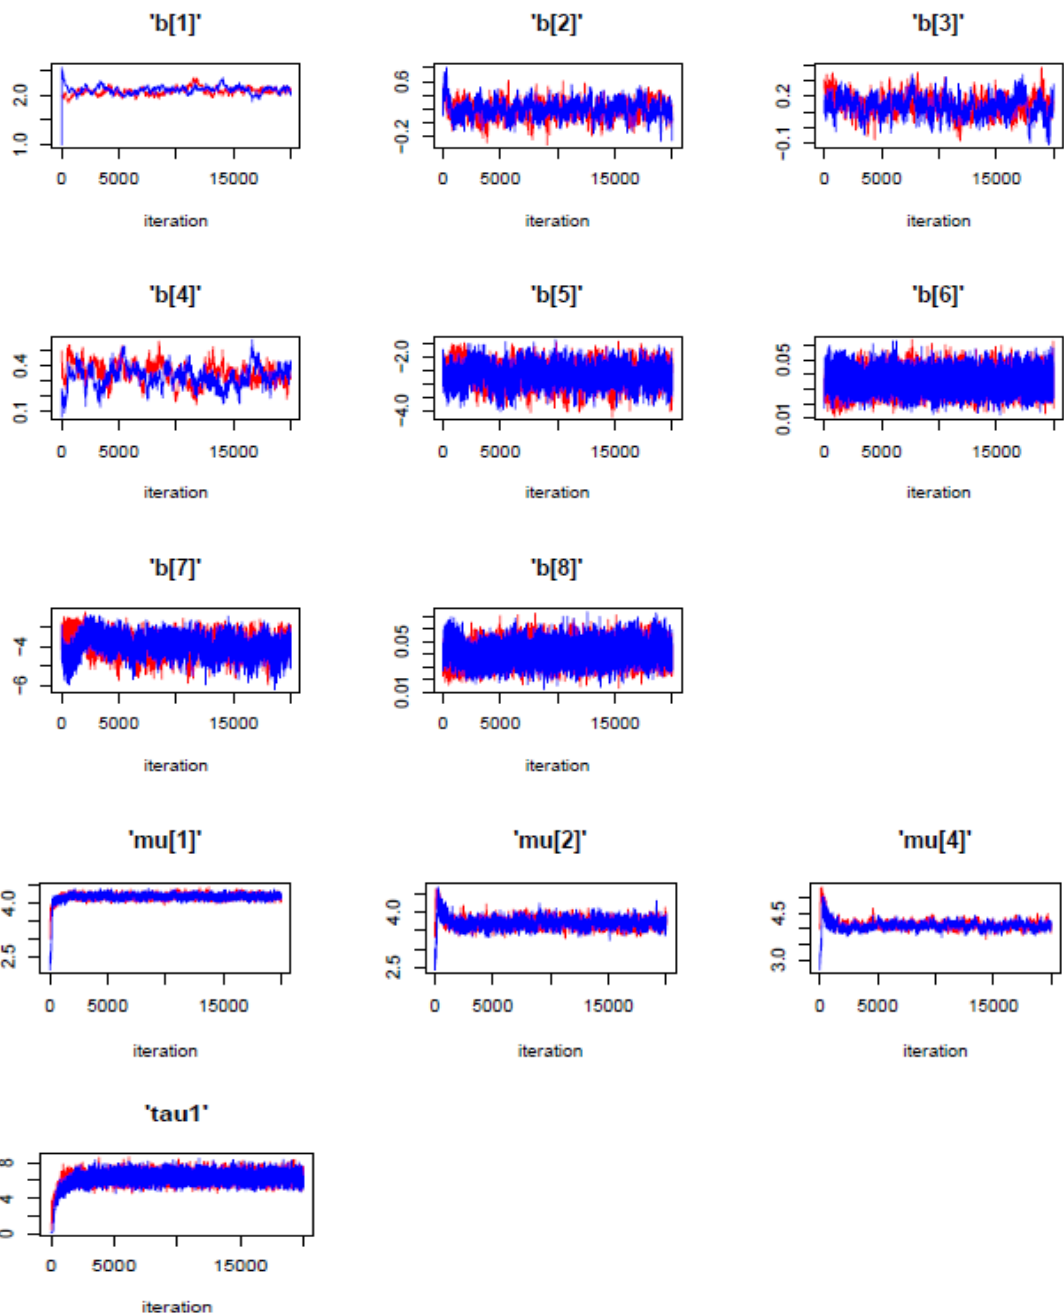 'b[1]' 'b[2]' 'b[3]'
2.0 0.6 0.2
1.0 −0.2 −0.1
0 5000 15000 0 5000 15000 0 5000 15000
iteration iteration iteration
'b[4]' 'b[5]' 'b[6]'
0.4 −2.0 0.05
0.1 −4.0 0.01
0 5000 15000 0 5000 15000 0 5000 15000
iteration iteration iteration
'b[7]' 'b[8]'
−4 0.05
−6 0.01
0 5000 15000 0 5000 15000
iteration iteration
'mu[1]' 'mu[2]' 'mu[4]'
4.0 4.0 4.5
2.5 2.5 3.0
0 5000 15000 0 5000 15000 0 5000 15000
iteration iteration iteration
'tau1'
8
4
0
0 5000 15000
iteration